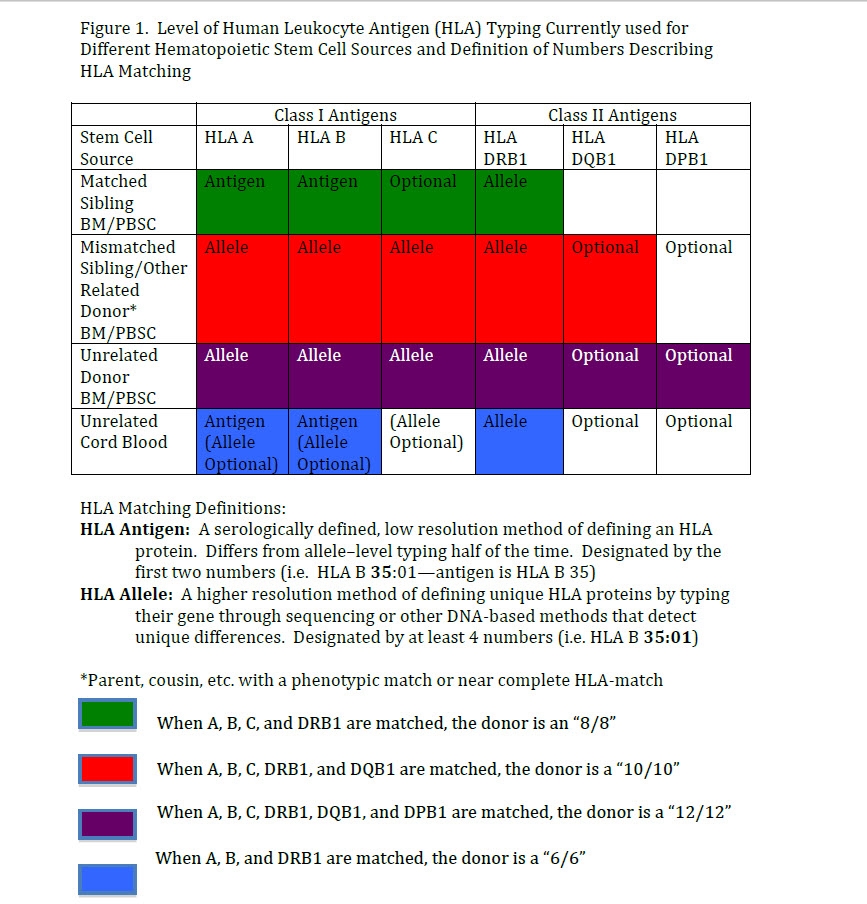 Figure 1.  Level of Human Leukocyte Antigen (HLA) Typing Currently used for
Different Hematopoietic Stem Cell Sources and Definition of Numbers Describing
HLA Matching
Class I Antigens
Class II Antigens
Stem Cell
Source
HLA A
HLA B
HLA C
HLA
DRB1
HLA
DQB1
HLA
DPB1
Matched
Sibling
BM/PBSC
Antigen
Antigen
Optional
Allele
Mismatched
Sibling/Other
Related
Donor*
BM/PBSC
Allele
Allele
Allele
Allele
Optional
Optional
Unrelated
Donor
BM/PBSC
Allele
Allele
Allele
Allele
Optional
Optional
Unrelated
Cord Blood
Antigen
(Allele
Optional)
Antigen
(Allele
Optional)
(Allele
Optional)
Allele
Optional
Optional
HLA Matching Definitions:
HLA Antigen:  A serologically defined, low resolution method of defining an HLA
protein.  Differs from allele–level typing half of the time.  Designated by the
first two numbers (i.e.  HLA B 35:01—antigen is HLA B 35)
HLA Allele:  A higher resolution method of defining unique HLA proteins by typing
their gene through sequencing or other DNA-based methods that detect
unique differences.  Designated by at least 4 numbers (i.e. HLA B 35:01)
*Parent, cousin, etc. with a phenotypic match or near complete HLA-match
When A, B, C, and DRB1 are matched, the donor is an “8/8”
When A, B, C, DRB1, and DQB1 are matched, the donor is a “10/10”
When A, B, C, DRB1, DQB1, and DPB1 are matched, the donor is a “12/12”
When A, B, and DRB1 are matched, the donor is a “6/6”